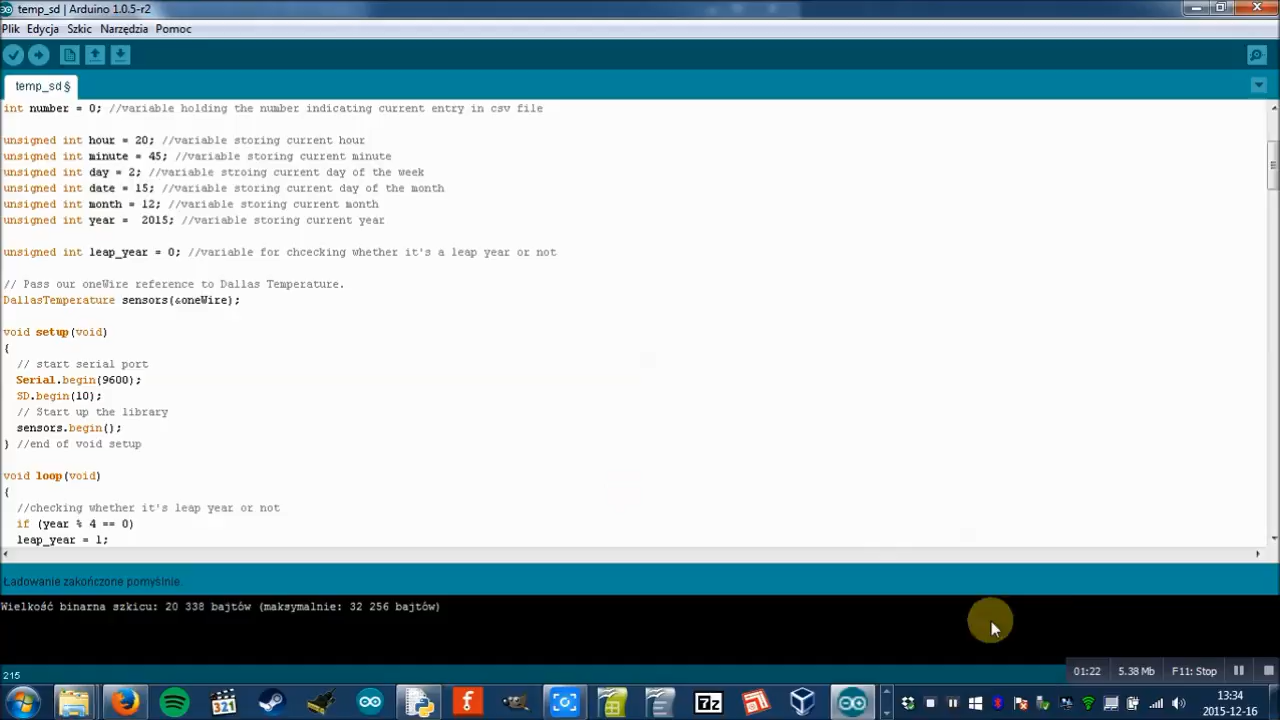 temp_sd | Arduino 1.0.5-r2
Plik Edycja Szkic Narzędzia Pomoc
temp_sd §
int number = 0; //variable holding the number indicating current entry in csv file
unsigned int hour = 20; //variable storing current hour
unsigned int minute = 45; //variable storing current minute
unsigned int day = 2; //variable stroing current day of the week
unsigned int date = 15; //variable storing current day of the month
unsigned int month = 12; //variable storing current month
unsigned int year =  2015; //variable storing current year
unsigned int leap_year = 0; //variable for chcecking whether it's a leap year or not
// Pass our oneWire reference to Dallas Temperature.
DallasTemperature sensors(&oneWire);
void setup(void)
{
// start serial port
Serial.begin(9600);
SD.begin(10);
// Start up the library
sensors.begin();
} //end of void setup
void loop(void)
{
//checking whether it's leap year or not
if (year % 4 == 0)
leap_year = 1;
Ładowanie zakończone pomyślnie.
Wielkość binarna szkicu: 20 338 bajtów (maksymalnie: 32 256 bajtów)
215
01:22 5.38 Mb F11: Stop
321
7z
13:34
2015-12-16